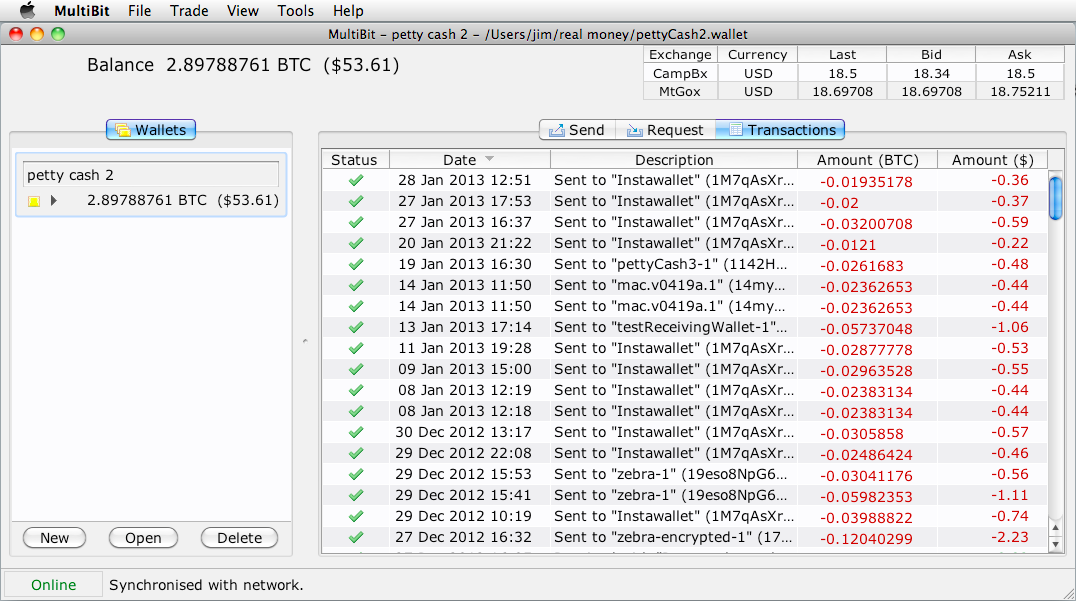 MultiBit File Trade View Tools Help
MultiBit - petty cash 2 - /Users/jim/real money/pettyCash2.wallet
Balance 2.89788761 BTC ($53.61)
Exchange Currency Last Bid Ask
CampBx USD 18.5 18.34 18.5
MtGox USD 18.69708 18.69708 18.75211
Wallets
petty cash 2
2.89788761 BTC ($53.61)
New Open Delete
Send Request Transactions
Status Date Description Amount (BTC) Amount ($)
28 Jan 2013 12:51 Sent to "Instawallet" (1M7qAsXr... -0.01935178 -0.36
27 Jan 2013 17:53 Sent to "Instawallet" (1M7qAsXr... -0.02 -0.37
27 Jan 2013 16:37 Sent to "Instawallet" (1M7qAsXr... -0.03200708 -0.59
20 Jan 2013 21:22 Sent to "Instawallet" (1M7qAsXr... -0.0121 -0.22
19 Jan 2013 16:30 Sent to "pettyCash3-1" (1142H... -0.0261683 -0.48
14 Jan 2013 11:50 Sent to "mac.v0419a.1" (14my... -0.02362653 -0.44
14 Jan 2013 11:50 Sent to "mac.v0419a.1" (14my... -0.02362653 -0.44
13 Jan 2013 17:14 Sent to "testReceivingWallet-1"... -0.05737048 -1.06
11 Jan 2013 19:28 Sent to "Instawallet" (1M7qAsXr... -0.02877778 -0.53
09 Jan 2013 15:00 Sent to "Instawallet" (1M7qAsXr... -0.02963528 -0.55
08 Jan 2013 12:19 Sent to "Instawallet" (1M7qAsXr... -0.02383134 -0.44
08 Jan 2013 12:18 Sent to "Instawallet" (1M7qAsXr... -0.02383134 -0.44
30 Dec 2012 13:17 Sent to "Instawallet" (1M7qAsXr... -0.0305858 -0.57
29 Dec 2012 22:08 Sent to "Instawallet" (1M7qAsXr... -0.02486424 -0.46
29 Dec 2012 15:53 Sent to "zebra-1" (19eso8NpG6... -0.03041176 -0.56
29 Dec 2012 15:41 Sent to "zebra-1" (19eso8NpG6... -0.05982353 -1.11
29 Dec 2012 10:19 Sent to "Instawallet" (1M7qAsXr... -0.03988822 -0.74
27 Dec 2012 16:32 Sent to "zebra-encrypted-1" (17... -0.12040299 -2.23
Online Synchronised with network.